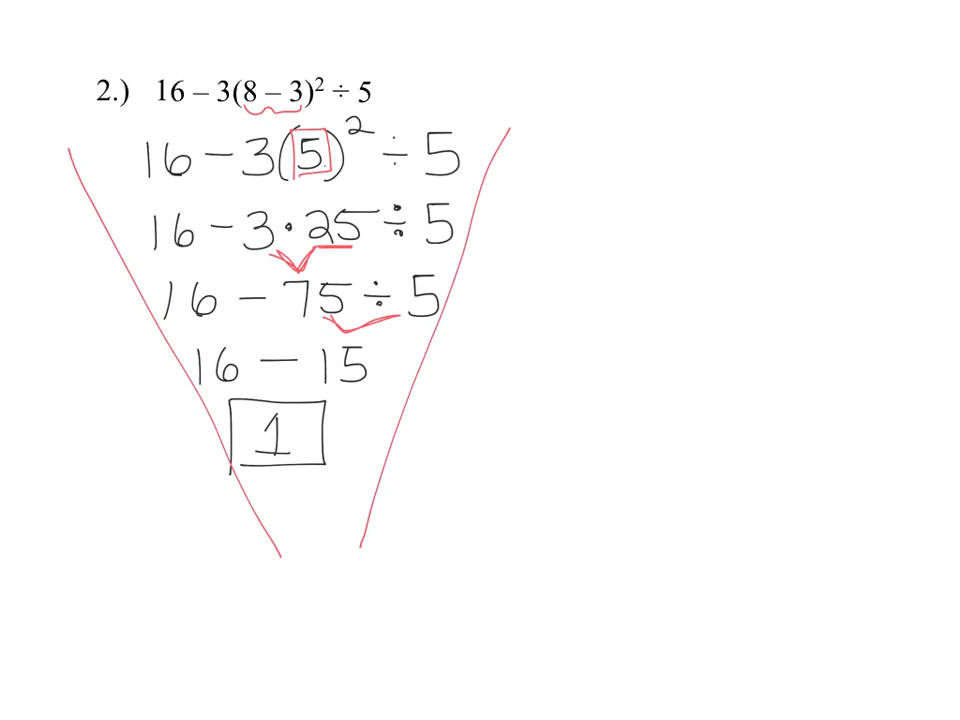 2.) 16 – 3(8 – 3)² ÷ 5
16 – 3(5)² ÷ 5
16 – 3 · 25 ÷ 5
16 – 75 ÷ 5
16 – 15
1